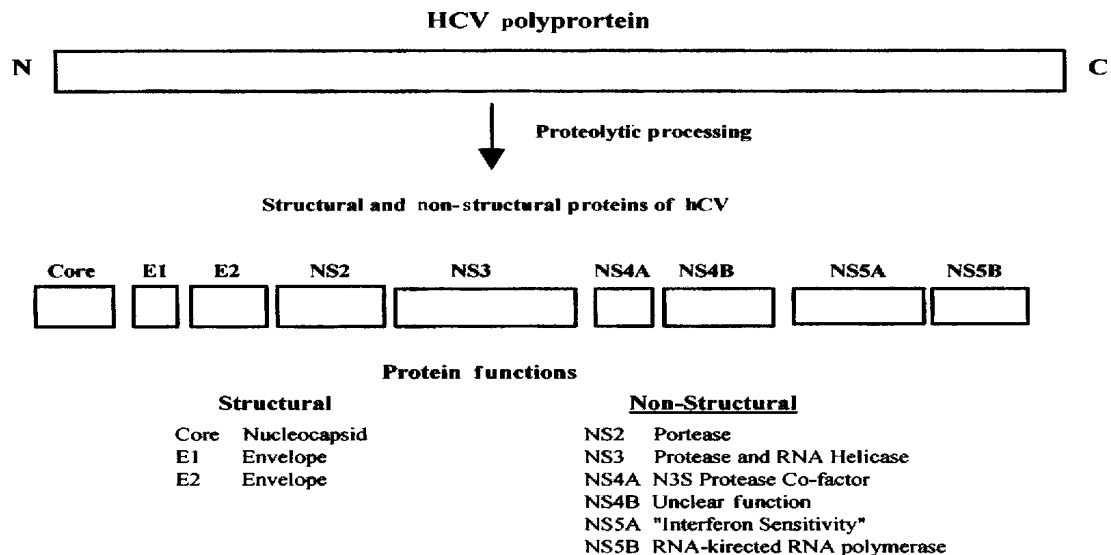 HCV polyprortein
N C
Proteolytic processing
Structural and non-structural proteins of hCV
Core E1 E2 NS2 NS3 NS4A NS4B NS5A NS5B
Protein functions
Structural Non-Structural
Core Nucleocapsid NS2 Portease
E1 Envelope NS3 Protease and RNA Helicase
E2 Envelope NS4A N3S Protease Co-factor
NS4B Unclear function
NS5A "Interferon Sensitivity"
NS5B RNA-kirected RNA polymerase